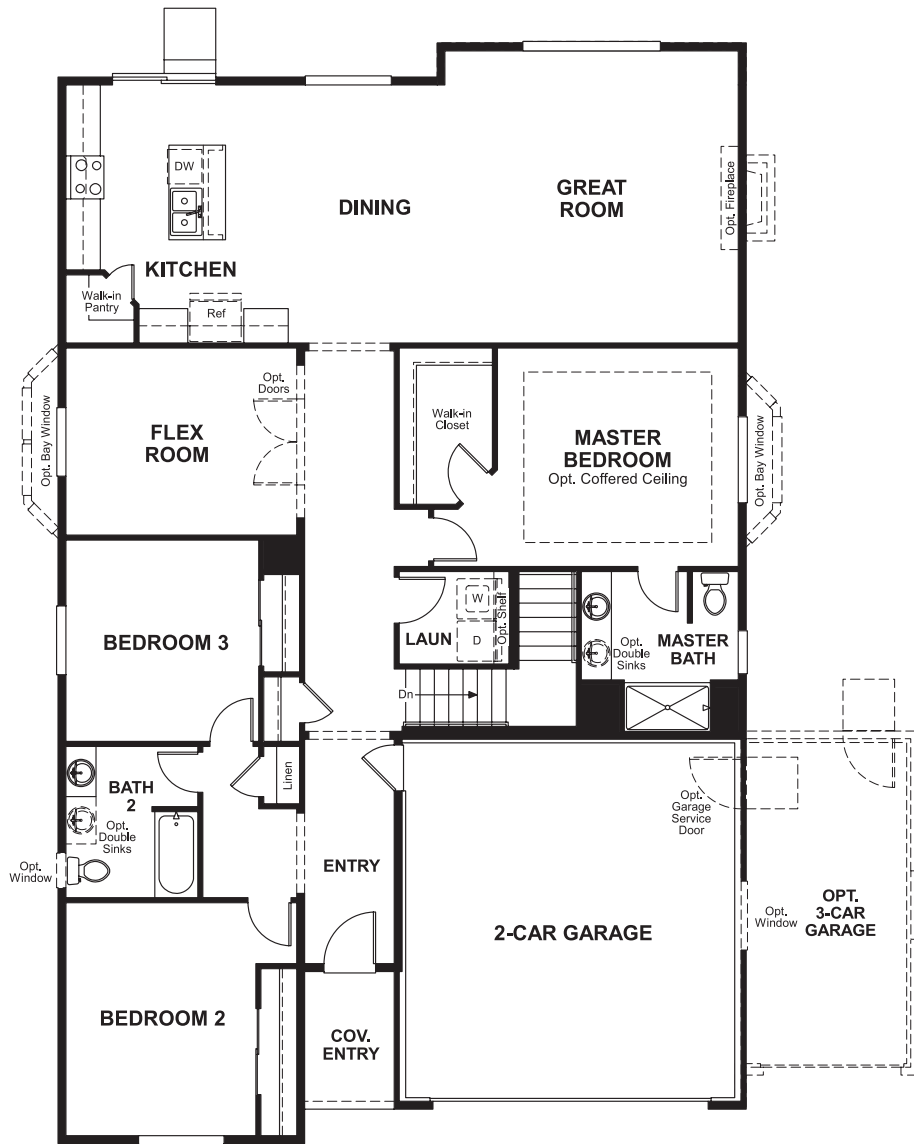 DW
DINING
GREAT
ROOM
Opt. Fireplace
KITCHEN
Walk-in
Pantry
Ref
Opt.
Doors
Opt. Bay Window
FLEX
ROOM
Walk-in
Closet
MASTER
BEDROOM
Opt. Coffered Ceiling
Opt. Bay Window
BEDROOM 3
LAUN
W
D
Opt. Shelf
Opt.
Double
Sinks
MASTER
BATH
Dn
BATH
2
Linen
Opt.
Double
Sinks
Opt.
Window
ENTRY
Opt.
Garage
Service
Door
2-CAR GARAGE
Opt.
Window
OPT.
3-CAR
GARAGE
BEDROOM 2
COV.
ENTRY